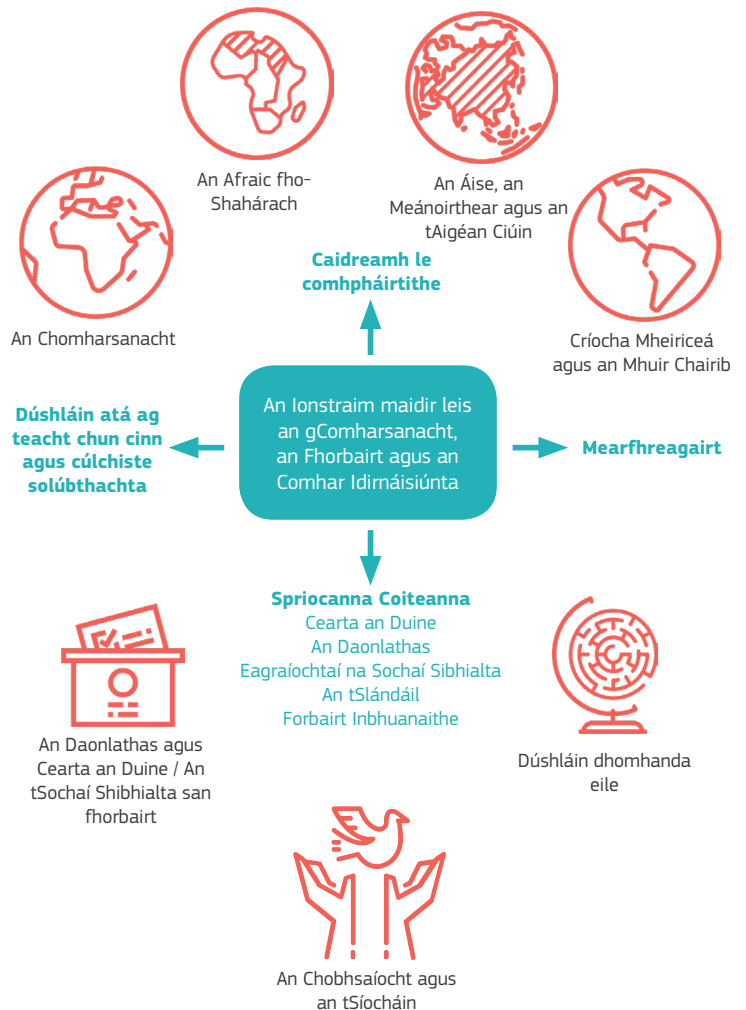 An Afraic fho-
Shahárach
An Áise, an
Meánoirthear agus an
tAigéan Ciúin
An Chomharsanacht
Críocha Mheiriceá
agus an Mhuir Chairib
Caidreamh le
comhpháirtithe
Dúshláin atá ag
teacht chun cinn
agus cúlchiste
solúbthachta
An Ionstraim maidir leis
an gComharsanacht,
an Fhorbairt agus an
Comhar Idirnáisiúnta
Mearfhreagairt
Spriocanna Coiteanna
Cearta an Duine
An Daonlathas
Eagraíochtaí na Sochaí Sibhialta
An tSlándáil
Forbairt Inbhuanaithe
An Daonlathas agus
Cearta an Duine / An
tSochaí Shibhialta san
fhorbairt
Dúshláin dhomhanda
eile
An Chobhsaíocht agus
an tSíocháin